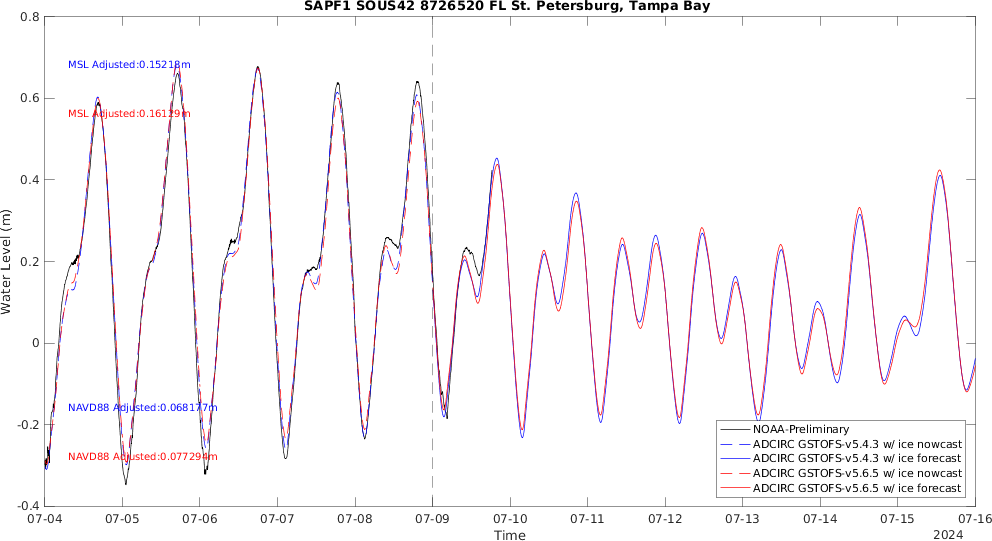 SAPF1 SOUS42 8726520 FL St. Petersburg, Tampa Bay
0.8
0.6
0.4
0.2
0
-0.2
-0.4
Water Level (m)
MSL Adjusted:0.15218m
MSL Adjusted:0.16129m
NAVD88 Adjusted:0.068177m
NAVD88 Adjusted:0.077294m
NOAA-Preliminary
ADCIRC GSTOFS-v5.4.3 w/ ice nowcast
ADCIRC GSTOFS-v5.4.3 w/ ice forecast
ADCIRC GSTOFS-v5.6.5 w/ ice nowcast
ADCIRC GSTOFS-v5.6.5 w/ ice forecast
07-04 07-05 07-06 07-07 07-08 07-09 07-10 07-11 07-12 07-13 07-14 07-15 07-16
Time
2024